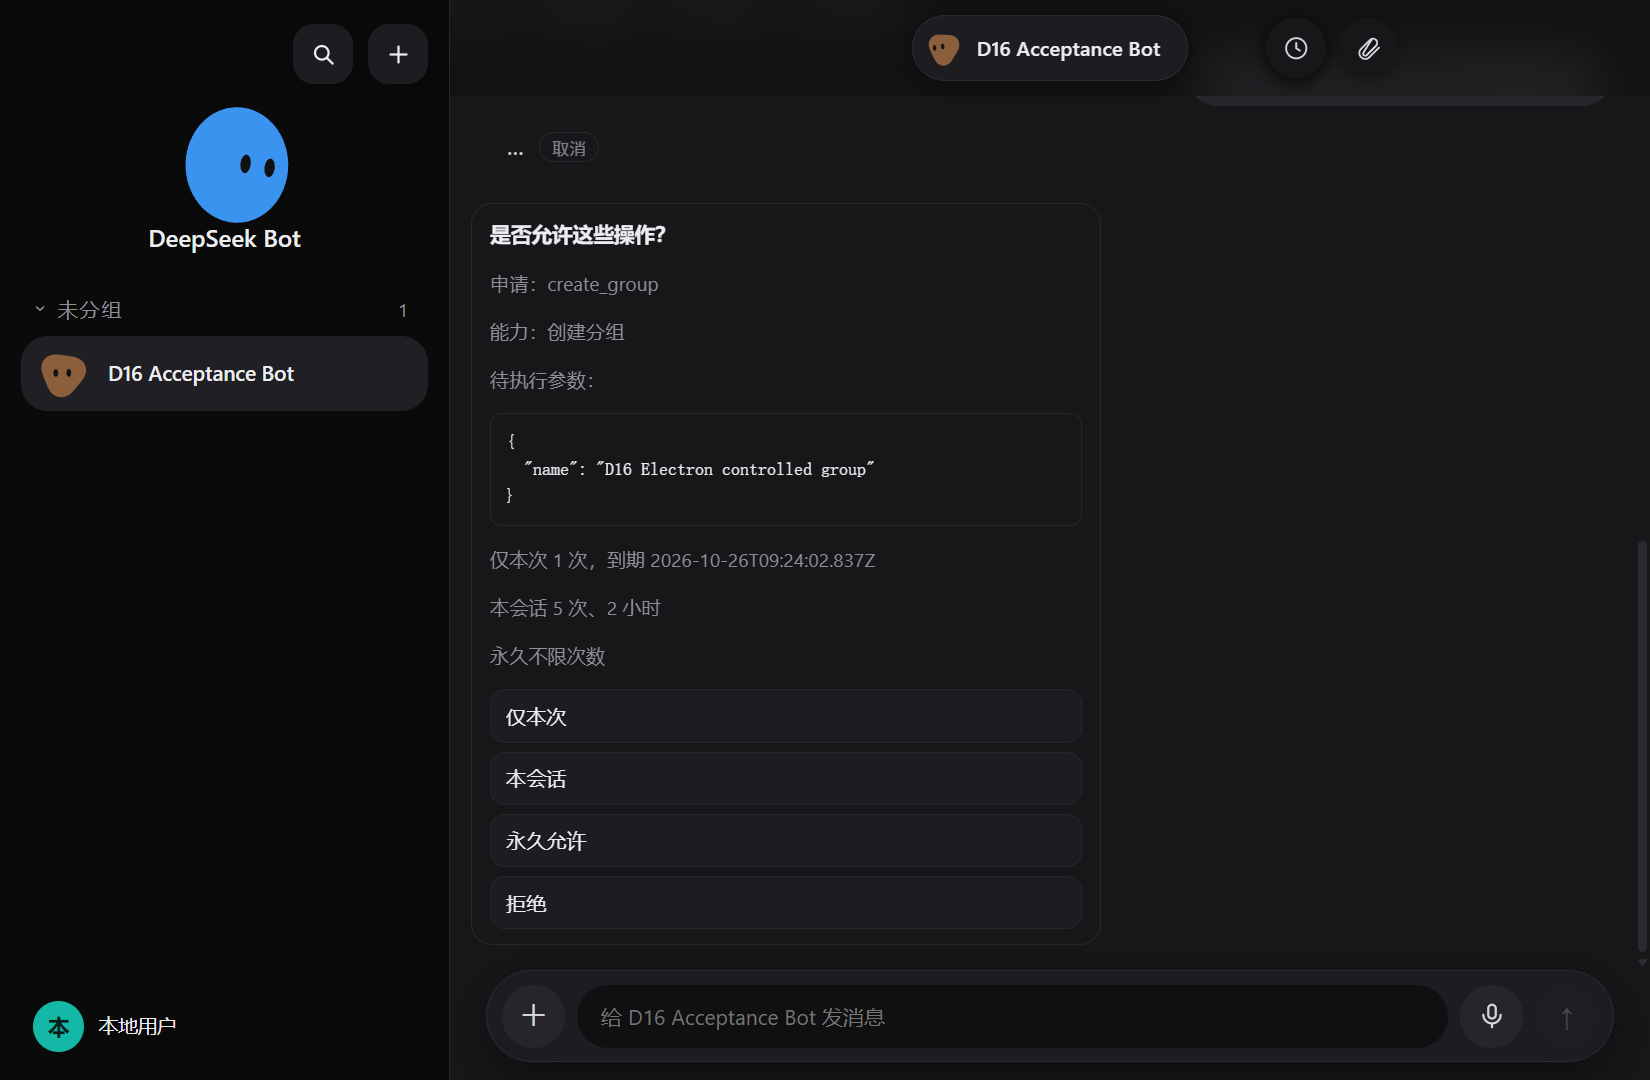 DeepSeek Bot
未分组
1
D16 Acceptance Bot
本
本地用户
D16 Acceptance Bot
...
取消
是否允许这些操作?
申请：create_group
能力：创建分组
待执行参数：
{
"name": "D16 Electron controlled group"
}
仅本次 1 次，到期 2026-10-26T09:24:02.837Z
本会话 5 次、2 小时
永久不限次数
仅本次
本会话
永久允许
拒绝
给 D16 Acceptance Bot 发消息